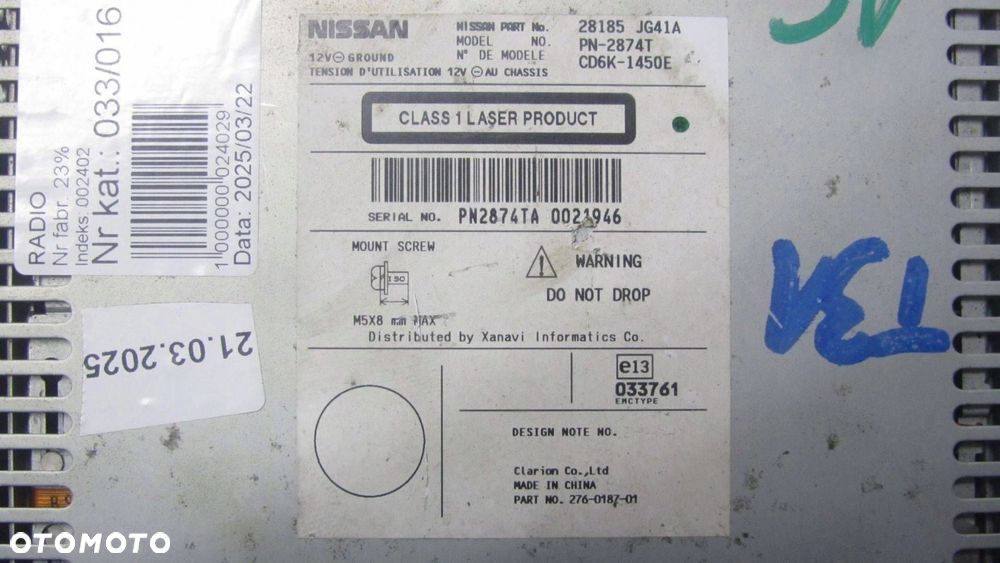 RADIO
Nr fabr. 23%
Indeks 002402
Nr kat.: 033/016
1000000024029
Data: 2025/03/22
21.03.2025
NISSAN
NISSAN PART No. 28185 JG41A
MODEL NO. PN-2874T
N° DE MODELE CD6K-1450E
12V⊖GROUND
TENSION D'UTILISATION 12V ⊖ AU CHASSIS
CLASS 1 LASER PRODUCT
SERIAL NO. PN2874TA 0021946
MOUNT SCREW
ISO
M5X8 mm MAX
WARNING
DO NOT DROP
Distributed by Xanavi Informatics Co.
e13
033761
EMCTYPE
DESIGN NOTE NO.
Clarion Co.,Ltd
MADE IN CHINA
PART NO. 276-0187-01
OTOMOTO